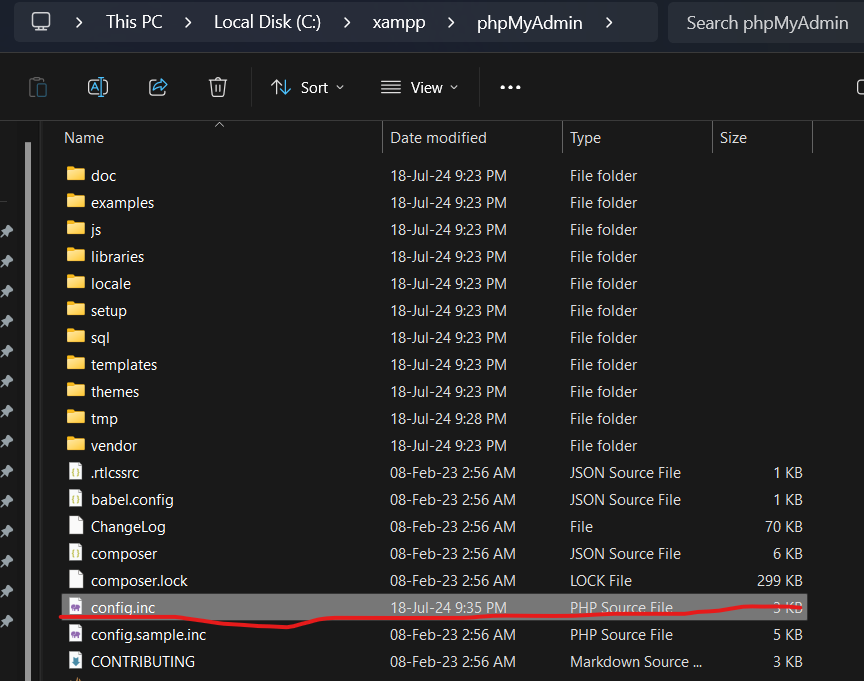 This PC > Local Disk (C:) > xampp > phpMyAdmin > Search phpMyAdmin
Sort View
Name Date modified Type Size
doc 18-Jul-24 9:23 PM File folder
examples 18-Jul-24 9:23 PM File folder
js 18-Jul-24 9:23 PM File folder
libraries 18-Jul-24 9:23 PM File folder
locale 18-Jul-24 9:23 PM File folder
setup 18-Jul-24 9:23 PM File folder
sql 18-Jul-24 9:23 PM File folder
templates 18-Jul-24 9:23 PM File folder
themes 18-Jul-24 9:23 PM File folder
tmp 18-Jul-24 9:28 PM File folder
vendor 18-Jul-24 9:23 PM File folder
.rtlcssrc 08-Feb-23 2:56 AM JSON Source File 1 KB
babel.config 08-Feb-23 2:56 AM JSON Source File 1 KB
ChangeLog 08-Feb-23 2:56 AM File 70 KB
composer 08-Feb-23 2:56 AM JSON Source File 6 KB
composer.lock 08-Feb-23 2:56 AM LOCK File 299 KB
config.inc 18-Jul-24 9:35 PM PHP Source File 3 KB
config.sample.inc 08-Feb-23 2:56 AM PHP Source File 5 KB
CONTRIBUTING 08-Feb-23 2:56 AM Markdown Source ... 3 KB